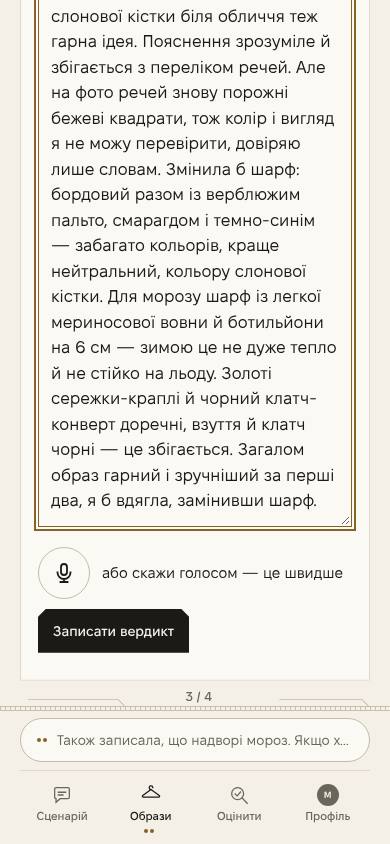 слонової кістки біля обличчя теж
гарна ідея. Пояснення зрозуміле й
збігається з переліком речей. Але
на фото речей знову порожні
бежеві квадрати, тож колір і вигляд
я не можу перевірити, довіряю
лише словам. Змінила б шарф:
бордовий разом із верблюжим
пальто, смарагдом і темно-синім
— забагато кольорів, краще
нейтральний, кольору слонової
кістки. Для морозу шарф із легкої
мериносової вовни й ботильйони
на 6 см — зимою це не дуже тепло
й не стійко на льоду. Золоті
сережки-краплі й чорний клатч-
конверт доречні, взуття й клатч
чорні — це збігається. Загалом
образ гарний і зручніший за перші
два, я б вдягла, замінивши шарф.
або скажи голосом — це швидше
Записати вердикт
3 / 4
Також записала, що надворі мороз. Якщо х…
Сценарій
Образи
Оцінити
М
Профіль